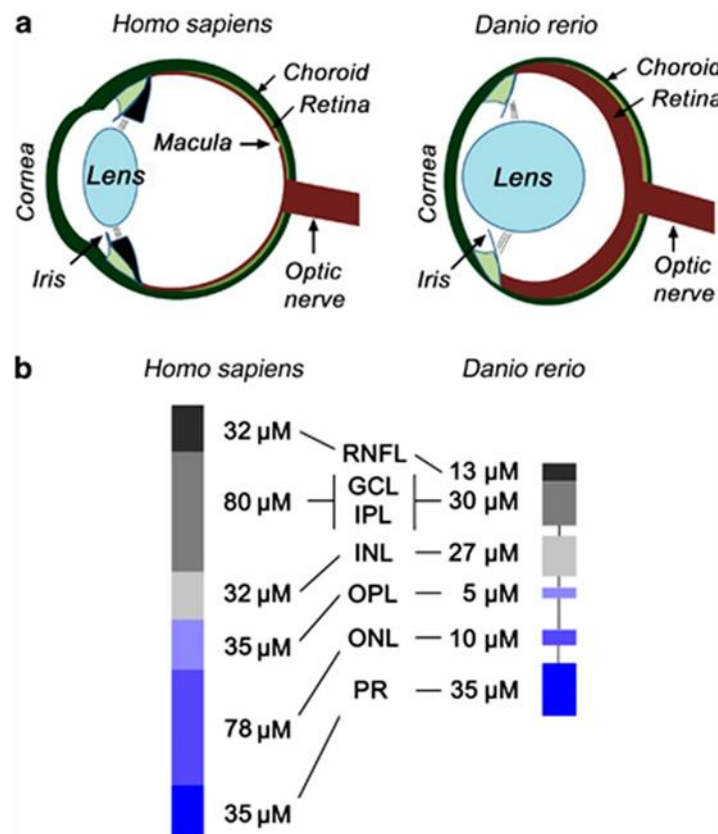 a
Homo sapiens
Danio rerio
Choroid
Retina
Macula
Cornea
Lens
Iris
Optic
nerve
Choroid
Retina
Cornea
Lens
Iris
Optic
nerve
b
Homo sapiens
Danio rerio
32 µM
RNFL
13 µM
80 µM
GCL
IPL
30 µM
32 µM
INL
27 µM
35 µM
OPL
5 µM
78 µM
ONL
10 µM
35 µM
PR
35 µM